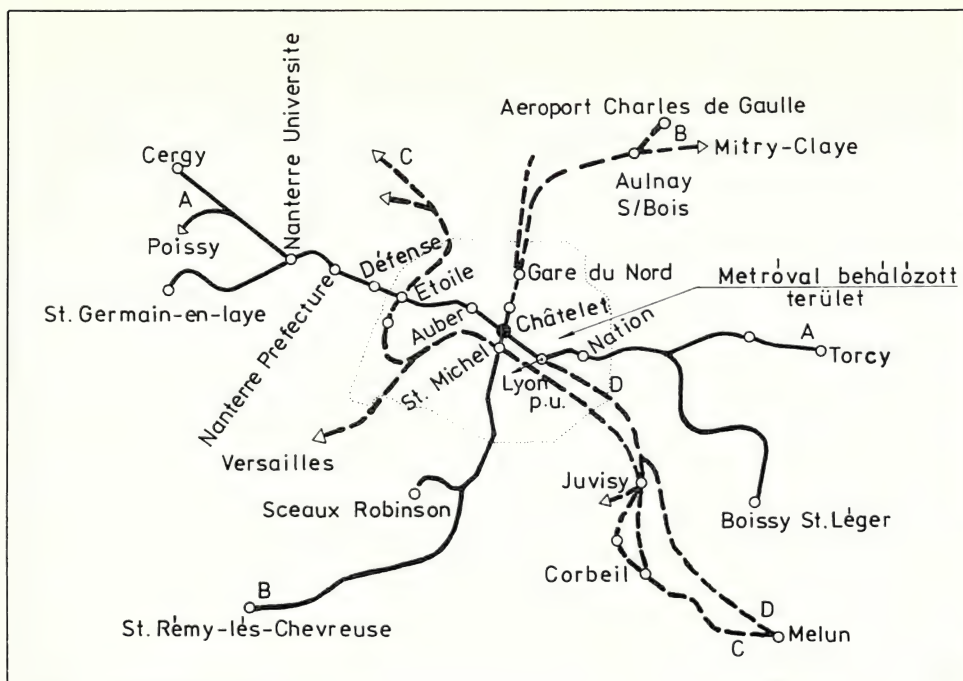 Aeroport Charles de Gaulle
B
Mitry-Claye
Aulnay
S/Bois
Nanterre Universite
Cergy
A
Poissy
C
St. Germain-en-laye
Nanterre Prefecture
Défense
Etoile
Auber
Gare du Nord
Châtelet
Metróval behálózott
terület
St. Michel
Lyon
p.u.
Nation
A
Torcy
D
Versailles
Sceaux Robinson
Juvisy
Boissy St. Léger
Corbeil
B
St. Rémy-lés-Chevreuse
D
C
Melun